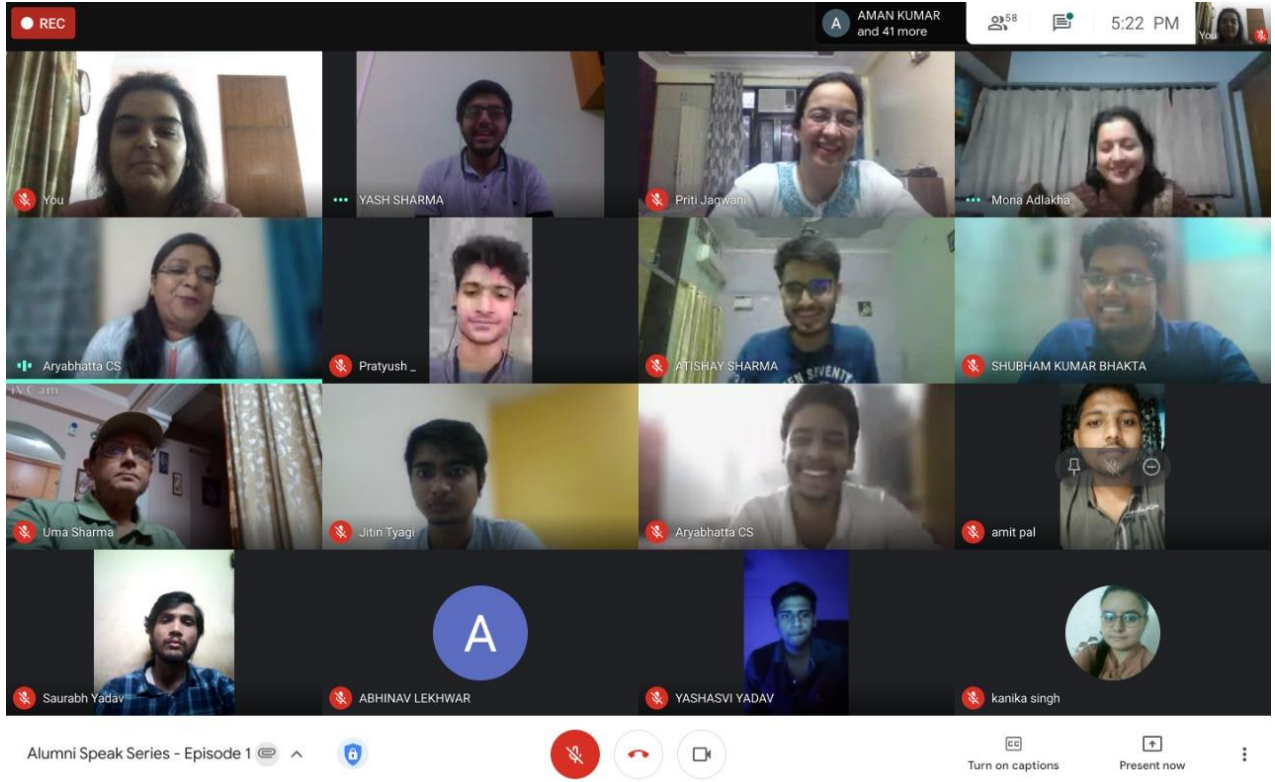 REC
A
AMAN KUMAR
and 41 more
58
5:22 PM
You
You
YASH SHARMA
Priti Jagwani
Mona Adlakha
Aryabhatta CS
Pratyush _
ATISHAY SHARMA
SHUBHAM KUMAR BHAKTA
iVCam
Uma Sharma
Jitin Tyagi
Aryabhatta CS
amit pal
Saurabh Yadav
A
ABHINAV LEKHWAR
YASHASVI YADAV
kanika singh
Alumni Speak Series - Episode 1
CC
Turn on captions
Present now